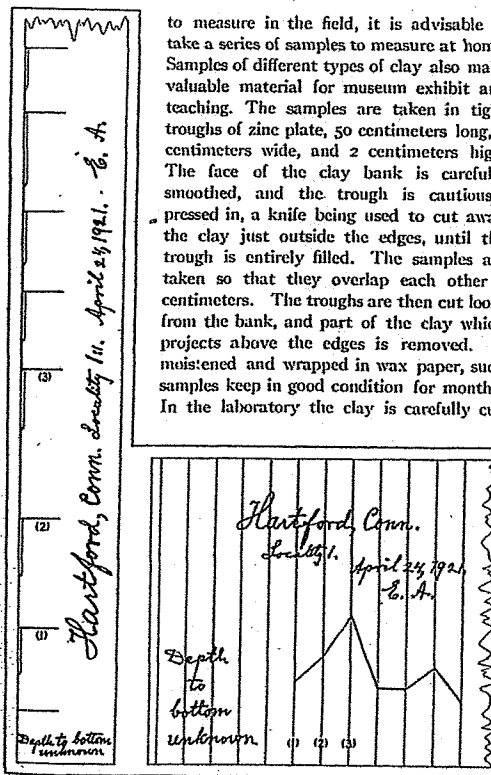 to measure in the field, it is advisable
take a series of samples to measure at hom
Samples of different types of clay also ma
valuable material for museum exhibit an
teaching. The samples are taken in tig
troughs of zinc plate, 50 centimeters long,
centimeters wide, and 2 centimeters hig
The face of the clay bank is careful
smoothed, and the trough is cautious
pressed in, a knife being used to cut awa
the clay just outside the edges, until th
trough is entirely filled. The samples a
taken so that they overlap each other
centimeters. The troughs are then cut loo
from the bank, and part of the clay whic
projects above the edges is removed.
moistened and wrapped in wax paper, suc
samples keep in good condition for month
In the laboratory the clay is carefully cu
Hartford, Conn. Locality April 24, 1921. - E. A.
(3)
(2)
(1)
Depth to bottom
unknown
Hartford, Conn.
Locality 1.
April 24, 1921.
E. A.
Depth
to
bottom
unknown
(1) (2) (3)